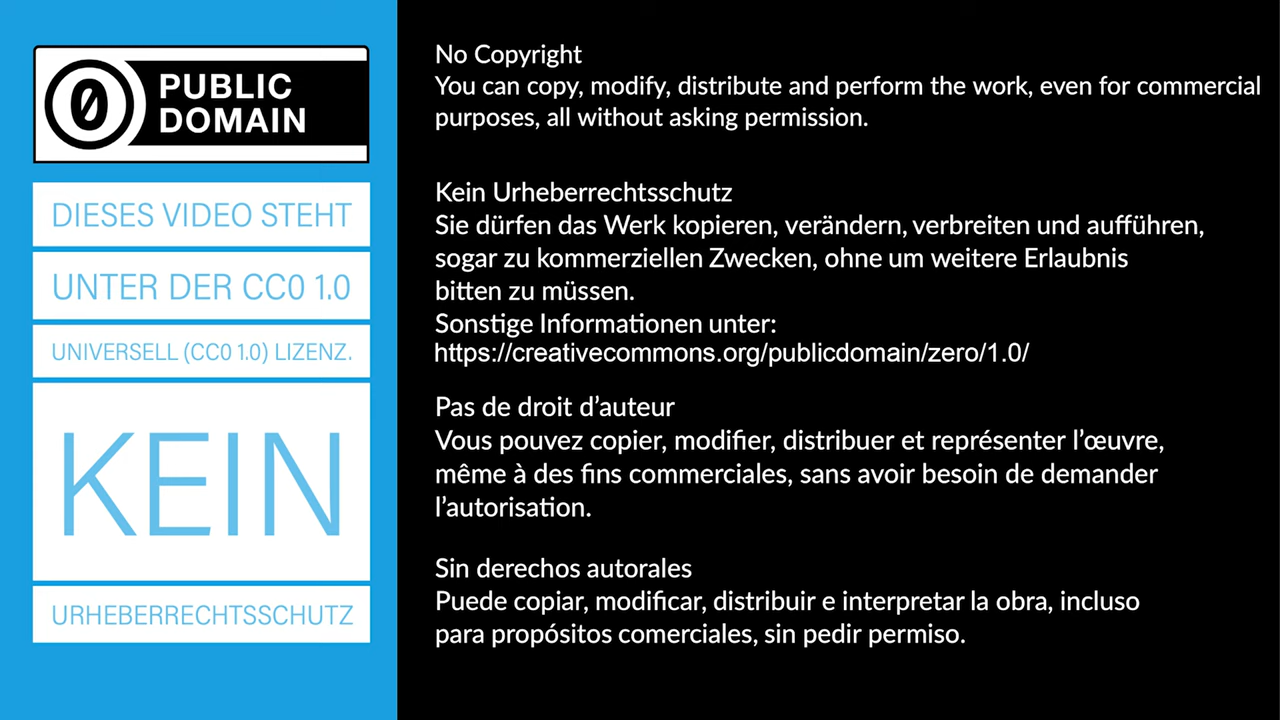 0 PUBLIC
DOMAIN
DIESES VIDEO STEHT
UNTER DER CC0 1.0
UNIVERSELL (CC0 1.0) LIZENZ.
KEIN
URHEBERRECHTSSCHUTZ
No Copyright
You can copy, modify, distribute and perform the work, even for commercial
purposes, all without asking permission.
Kein Urheberrechtsschutz
Sie dürfen das Werk kopieren, verändern, verbreiten und aufführen,
sogar zu kommerziellen Zwecken, ohne um weitere Erlaubnis
bitten zu müssen.
Sonstige Informationen unter:
https://creativecommons.org/publicdomain/zero/1.0/
Pas de droit d’auteur
Vous pouvez copier, modifier, distribuer et représenter l’œuvre,
même à des fins commerciales, sans avoir besoin de demander
l’autorisation.
Sin derechos autorales
Puede copiar, modificar, distribuir e interpretar la obra, incluso
para propósitos comerciales, sin pedir permiso.